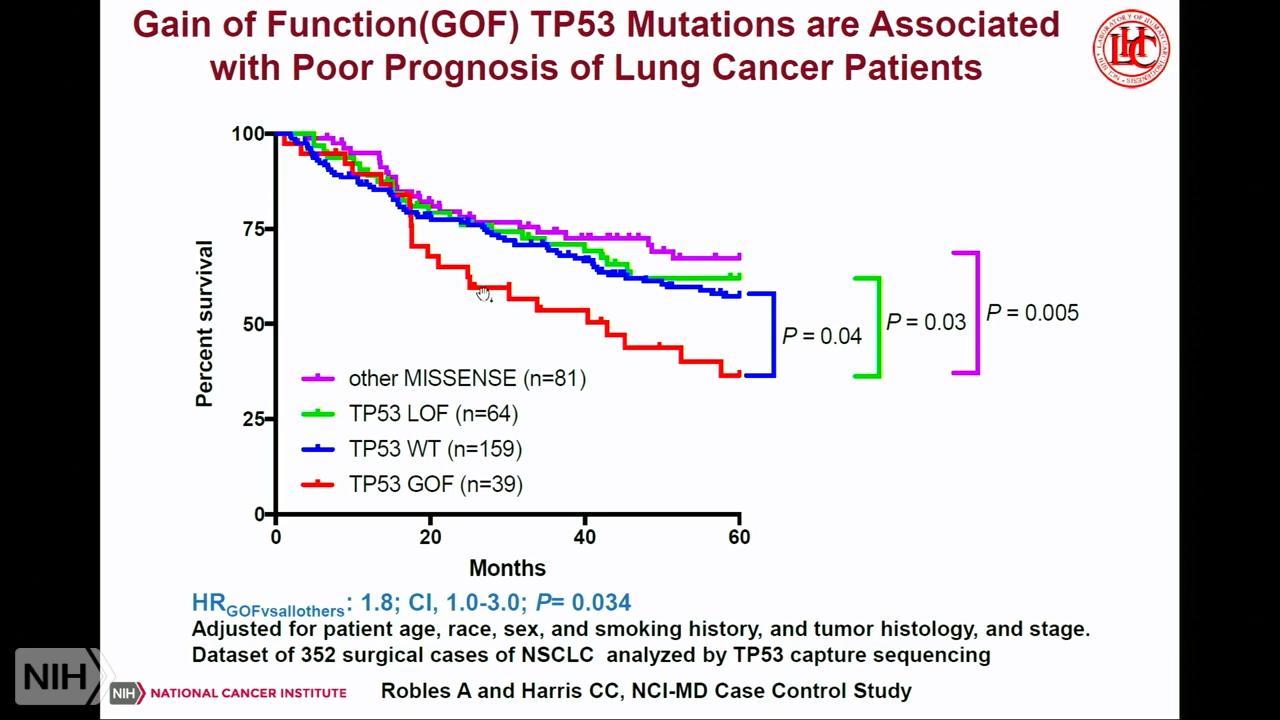 Gain of Function(GOF) TP53 Mutations are Associated
with Poor Prognosis of Lung Cancer Patients
LABORATORY OF HUMAN CARCINOGENESIS
LHC
100
75
50
25
0
Percent survival
other MISSENSE (n=81)
TP53 LOF (n=64)
TP53 WT (n=159)
TP53 GOF (n=39)
P = 0.04
P = 0.03
P = 0.005
0 20 40 60
Months
HRGOFvsallothers: 1.8; CI, 1.0-3.0; P= 0.034
Adjusted for patient age, race, sex, and smoking history, and tumor histology, and stage.
Dataset of 352 surgical cases of NSCLC analyzed by TP53 capture sequencing
NIH
NIH NATIONAL CANCER INSTITUTE
Robles A and Harris CC, NCI-MD Case Control Study